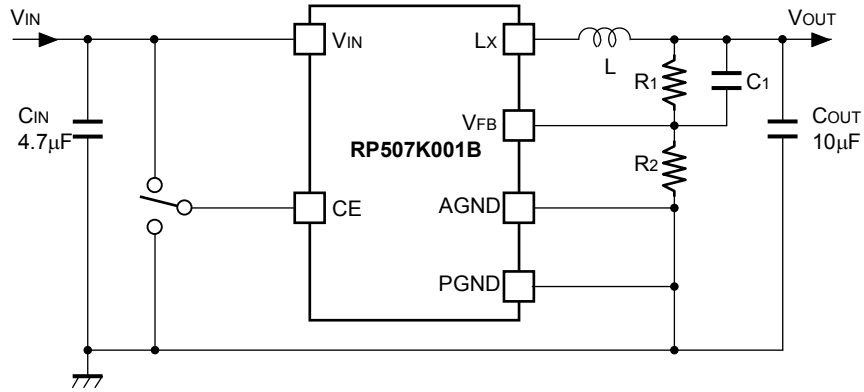 VIN
VIN
LX
VOUT
L
R1
C1
CIN
4.7μF
VFB
COUT
10μF
RP507K001B
R2
CE
AGND
PGND